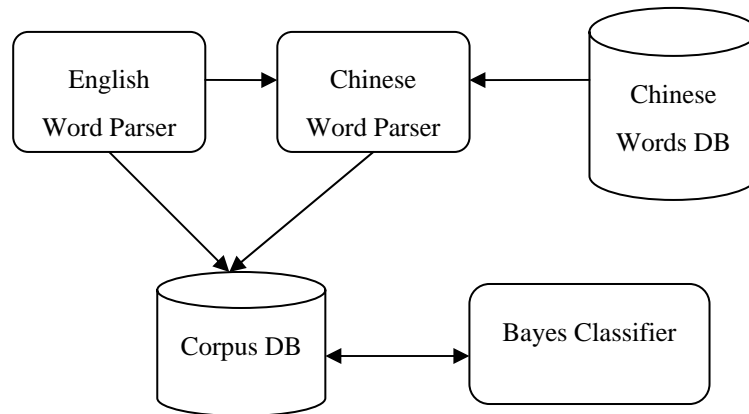 English
Word Parser
Chinese
Word Parser
Chinese
Words DB
Corpus DB
Bayes Classifier